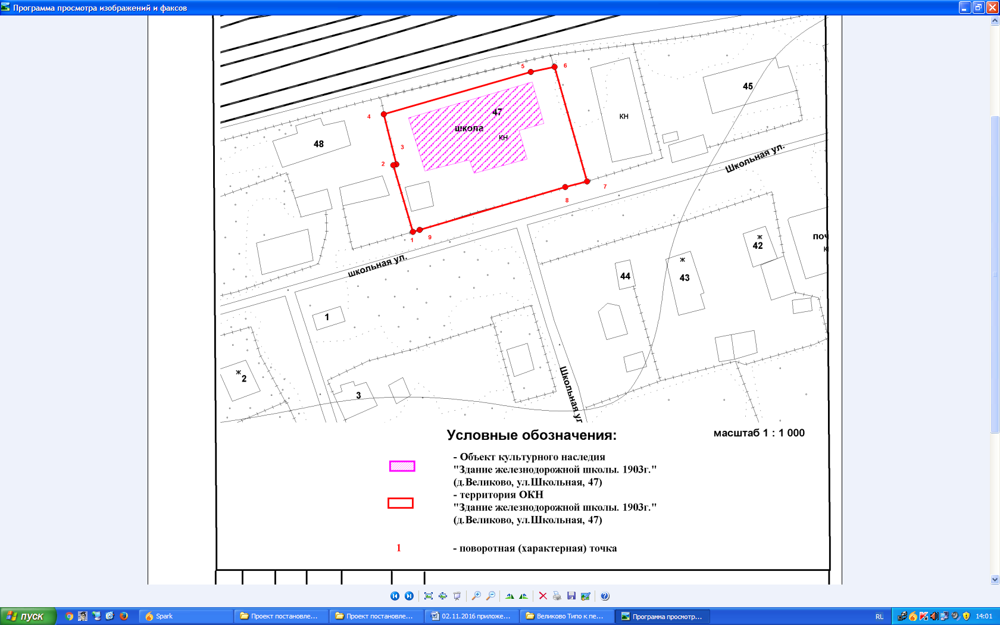 Программа просмотра изображений и факсов
5
6
45
4
47
школа
КН
КН
48
3
2
Школьная ул.
7
8
1
9
школьная ул.
ж
42
поч
ж
43
44
1
ж
2
3
Школьная ул
Условные обозначения:
масштаб 1 : 1 000
- Объект культурного наследия
"Здание железнодорожной школы. 1903г."
(д.Великово, ул.Школьная, 47)
- территория ОКН
"Здание железнодорожной школы. 1903г."
(д.Великово, ул.Школьная, 47)
1
- поворотная (характерная) точка
пуск
Spark
Проект постановле...
Проект постановле...
02.11.2016 приложе...
Великово Типо к пе...
Программа просмотр...
RU
14:01